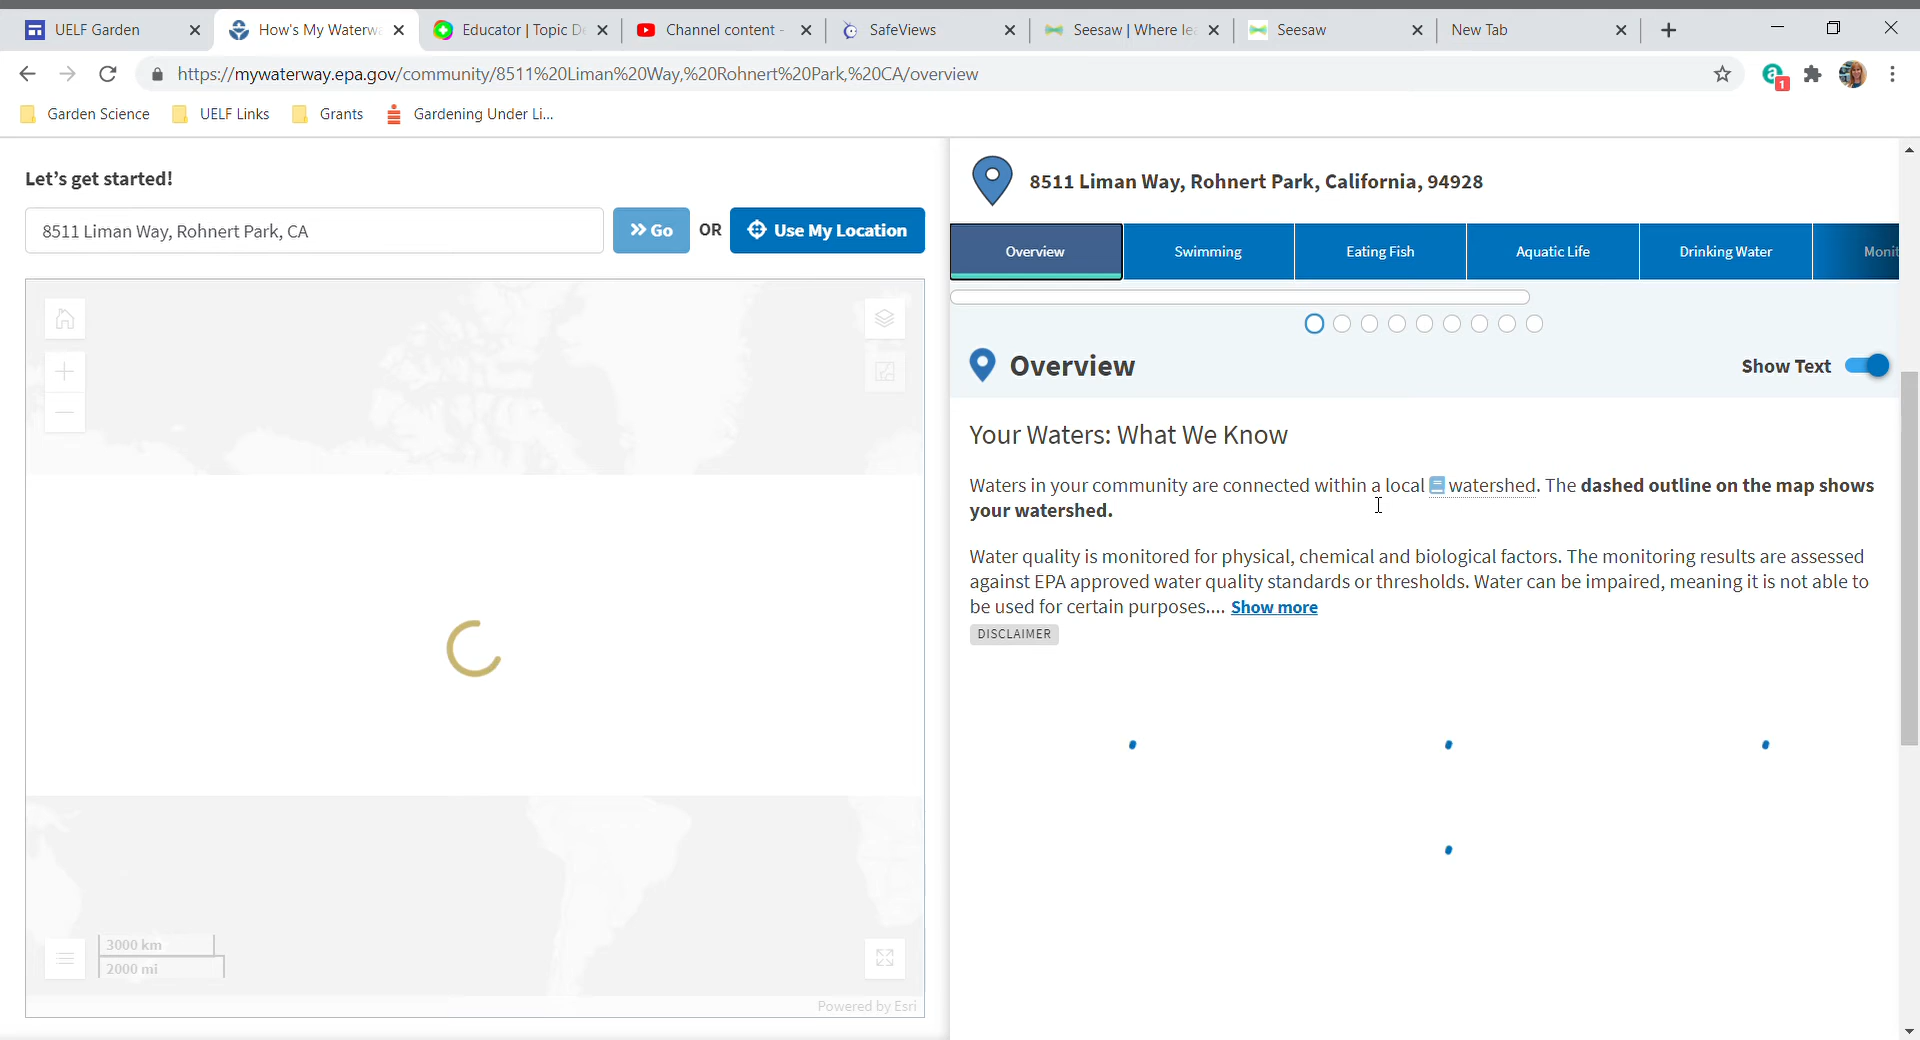 UELF Garden
How's My Waterwa
Educator | Topic D
Channel content -
SafeViews
Seesaw | Where le
Seesaw
New Tab
https://mywaterway.epa.gov/community/8511%20Liman%20Way,%20Rohnert%20Park,%20CA/overview
1
Garden Science
UELF Links
Grants
Gardening Under Li...
Let's get started!
8511 Liman Way, Rohnert Park, CA
Go
OR
Use My Location
3000 km
2000 mi
Powered by Esri
8511 Liman Way, Rohnert Park, California, 94928
Overview
Swimming
Eating Fish
Aquatic Life
Drinking Water
Monit
Overview
Show Text
Your Waters: What We Know
Waters in your community are connected within a local watershed. The dashed outline on the map shows
your watershed.
Water quality is monitored for physical, chemical and biological factors. The monitoring results are assessed
against EPA approved water quality standards or thresholds. Water can be impaired, meaning it is not able to
be used for certain purposes.... Show more
DISCLAIMER